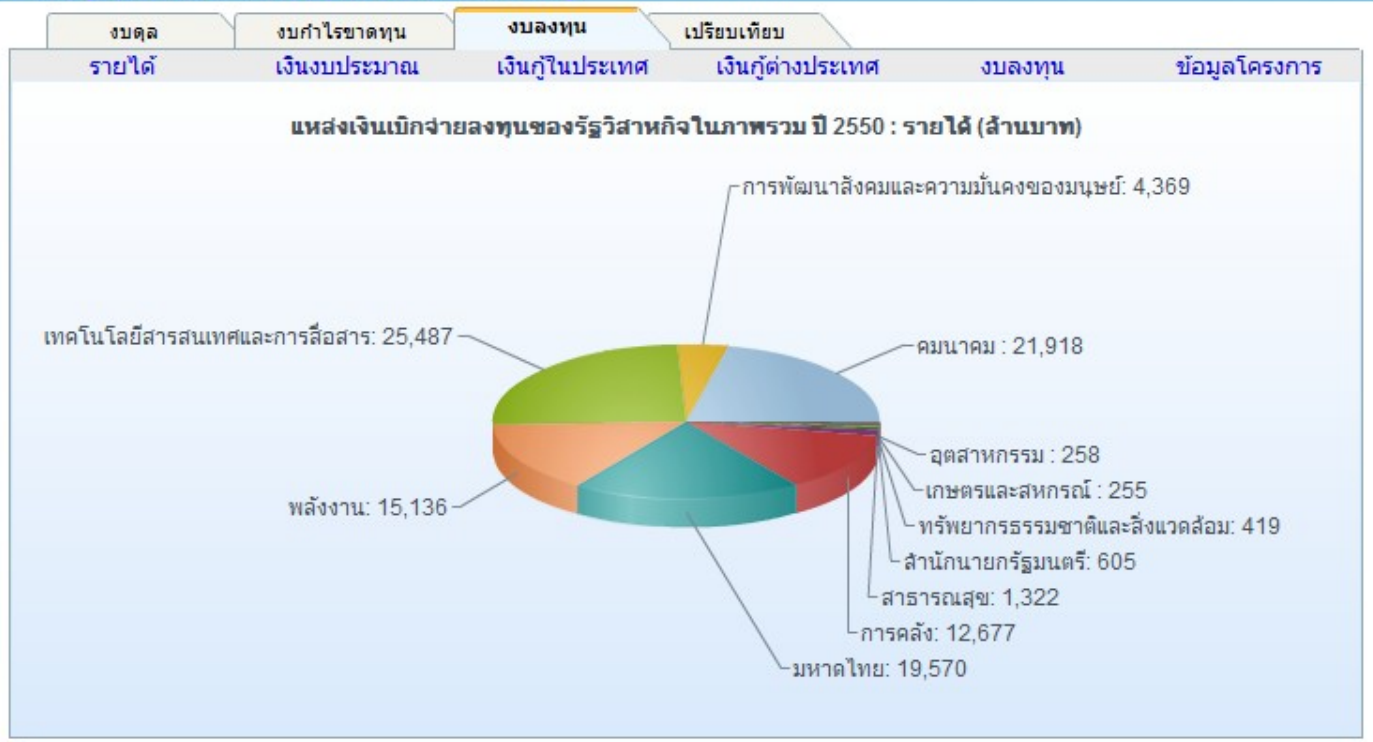 งบดุล งบกำไรขาดทุน งบลงทุน เปรียบเทียบ
รายได้ เงินงบประมาณ เงินกู้ในประเทศ เงินกู้ต่างประเทศ งบลงทุน ข้อมูลโครงการ
แหล่งเงินเบิกจ่ายลงทุนของรัฐวิสาหกิจในภาพรวม ปี 2550 : รายได้ (ล้านบาท)
การพัฒนาสังคมและความมั่นคงของมนุษย์: 4,369
เทคโนโลยีสารสนเทศและการสื่อสาร: 25,487
คมนาคม : 21,918
อุตสาหกรรม : 258
เกษตรและสหกรณ์ : 255
พลังงาน: 15,136
ทรัพยากรธรรมชาติและสิ่งแวดล้อม: 419
สำนักนายกรัฐมนตรี: 605
สาธารณสุข: 1,322
การคลัง: 12,677
มหาดไทย: 19,570